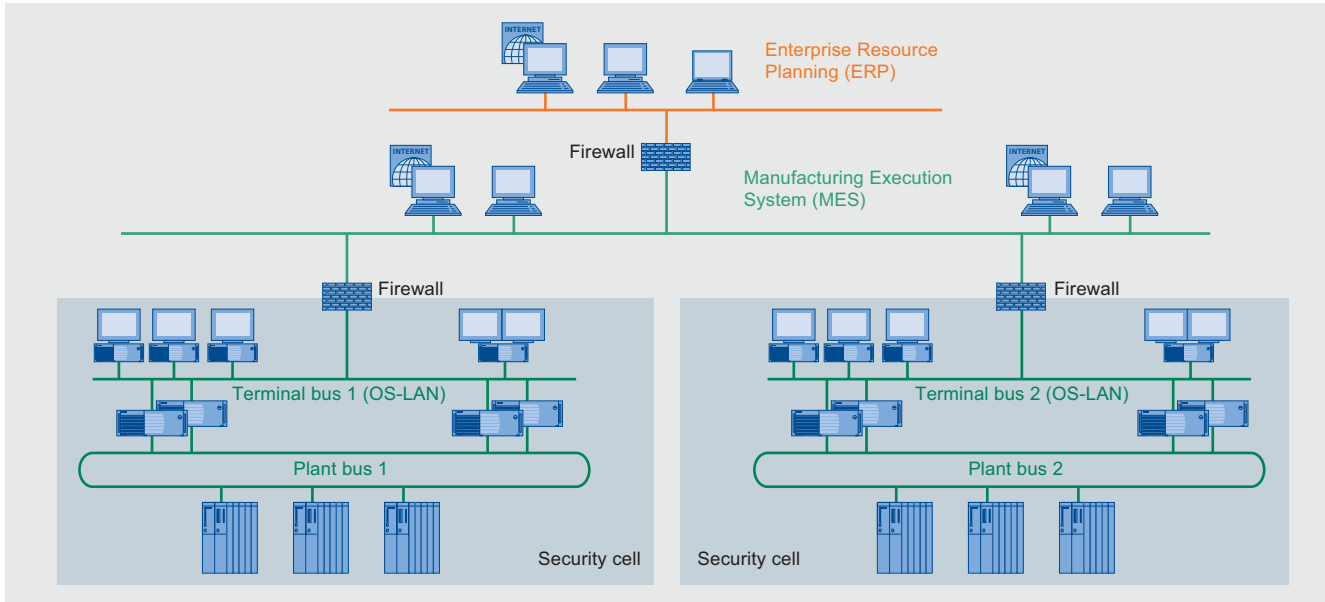 INTERNET
Enterprise Resource
Planning (ERP)
Firewall
INTERNET
INTERNET
Manufacturing Execution
System (MES)
Firewall
Firewall
Terminal bus 1 (OS-LAN)
Terminal bus 2 (OS-LAN)
Plant bus 1
Plant bus 2
Security cell
Security cell